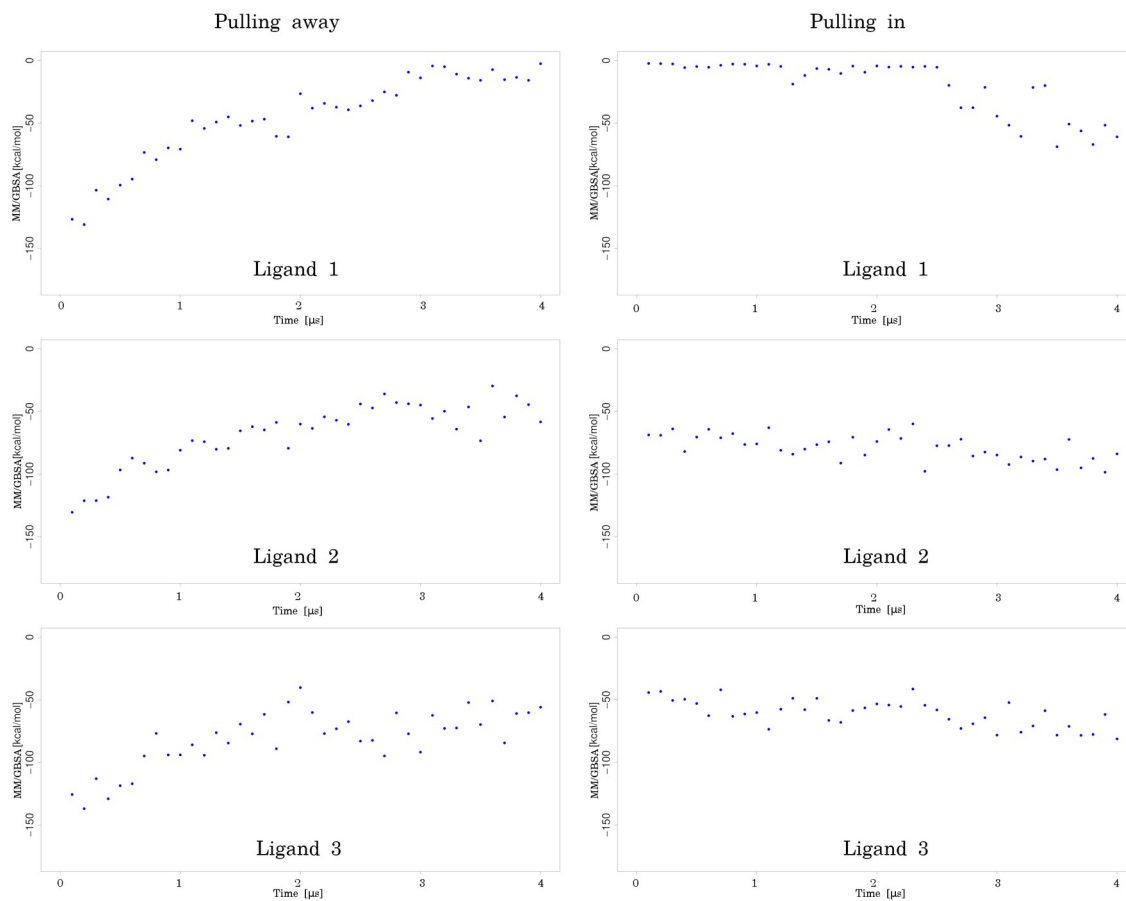 Pulling away
Pulling in
0
-50
-100
-150
MM/GBSA[kcal/mol]
Ligand 1
0 1 2 3 4
Time [µs]
0
-50
-100
-150
MM/GBSA[kcal/mol]
Ligand 1
0 1 2 3 4
Time [µs]
0
-50
-100
-150
MM/GBSA[kcal/mol]
Ligand 2
0 1 2 3 4
Time [µs]
0
-50
-100
-150
MM/GBSA [kcal/mol]
Ligand 2
0 1 2 3 4
Time [µs]
0
-50
-100
-150
MM/GBSA[kcal/mol]
Ligand 3
0 1 2 3 4
Time [µs]
0
-50
-100
-150
MM/GBSA[kcal/mol]
Ligand 3
0 1 2 3 4
Time [µs]